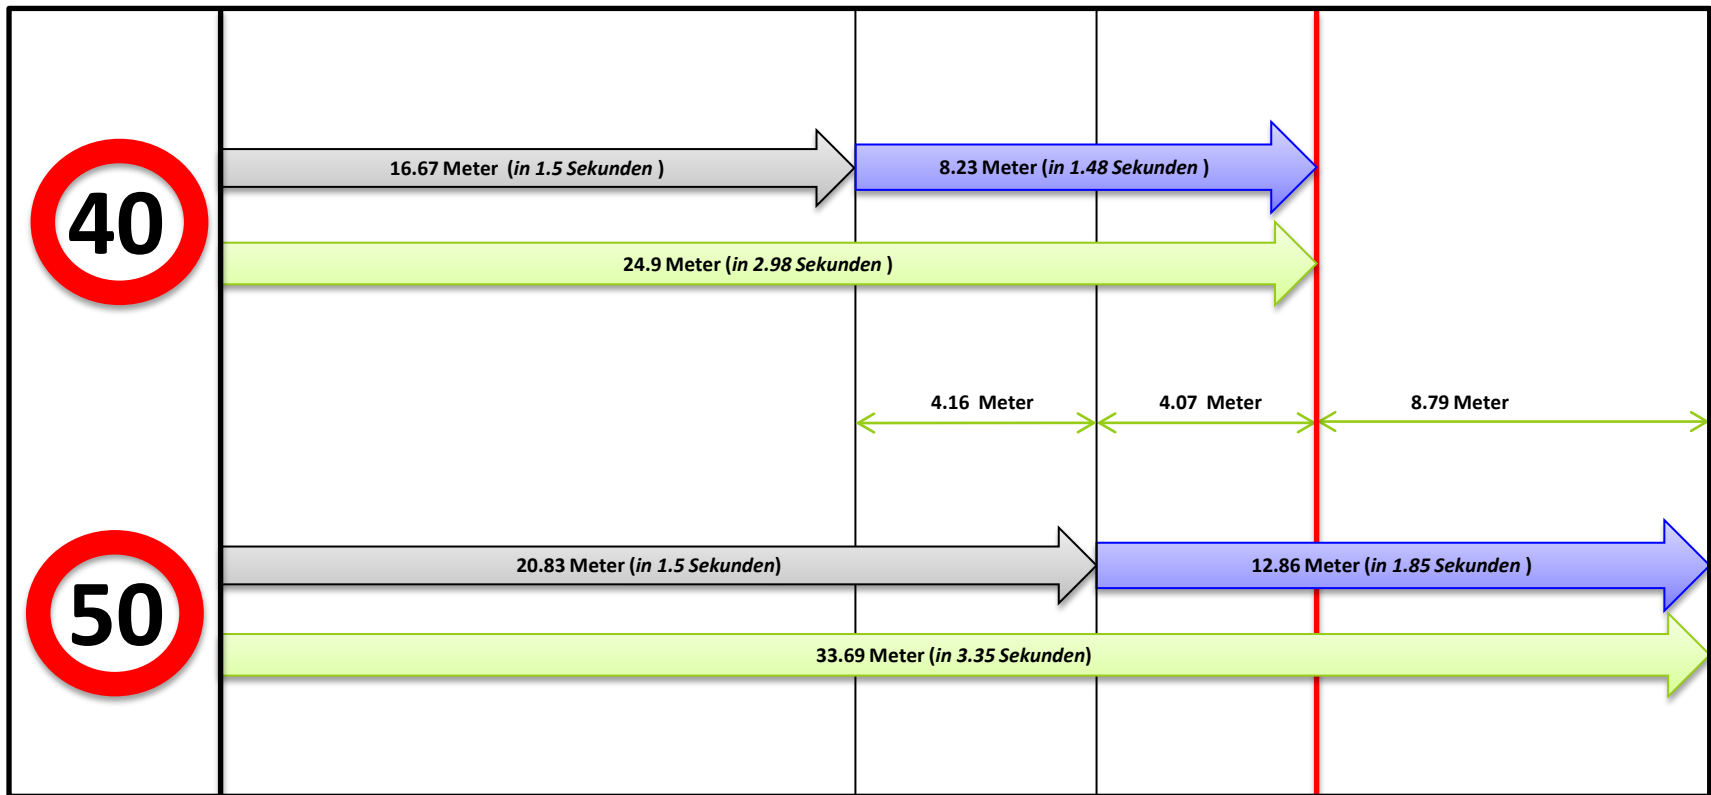 40
16.67 Meter (in 1.5 Sekunden )
8.23 Meter (in 1.48 Sekunden )
24.9 Meter (in 2.98 Sekunden )
4.16 Meter
4.07 Meter
8.79 Meter
50
20.83 Meter (in 1.5 Sekunden)
12.86 Meter (in 1.85 Sekunden )
33.69 Meter (in 3.35 Sekunden)